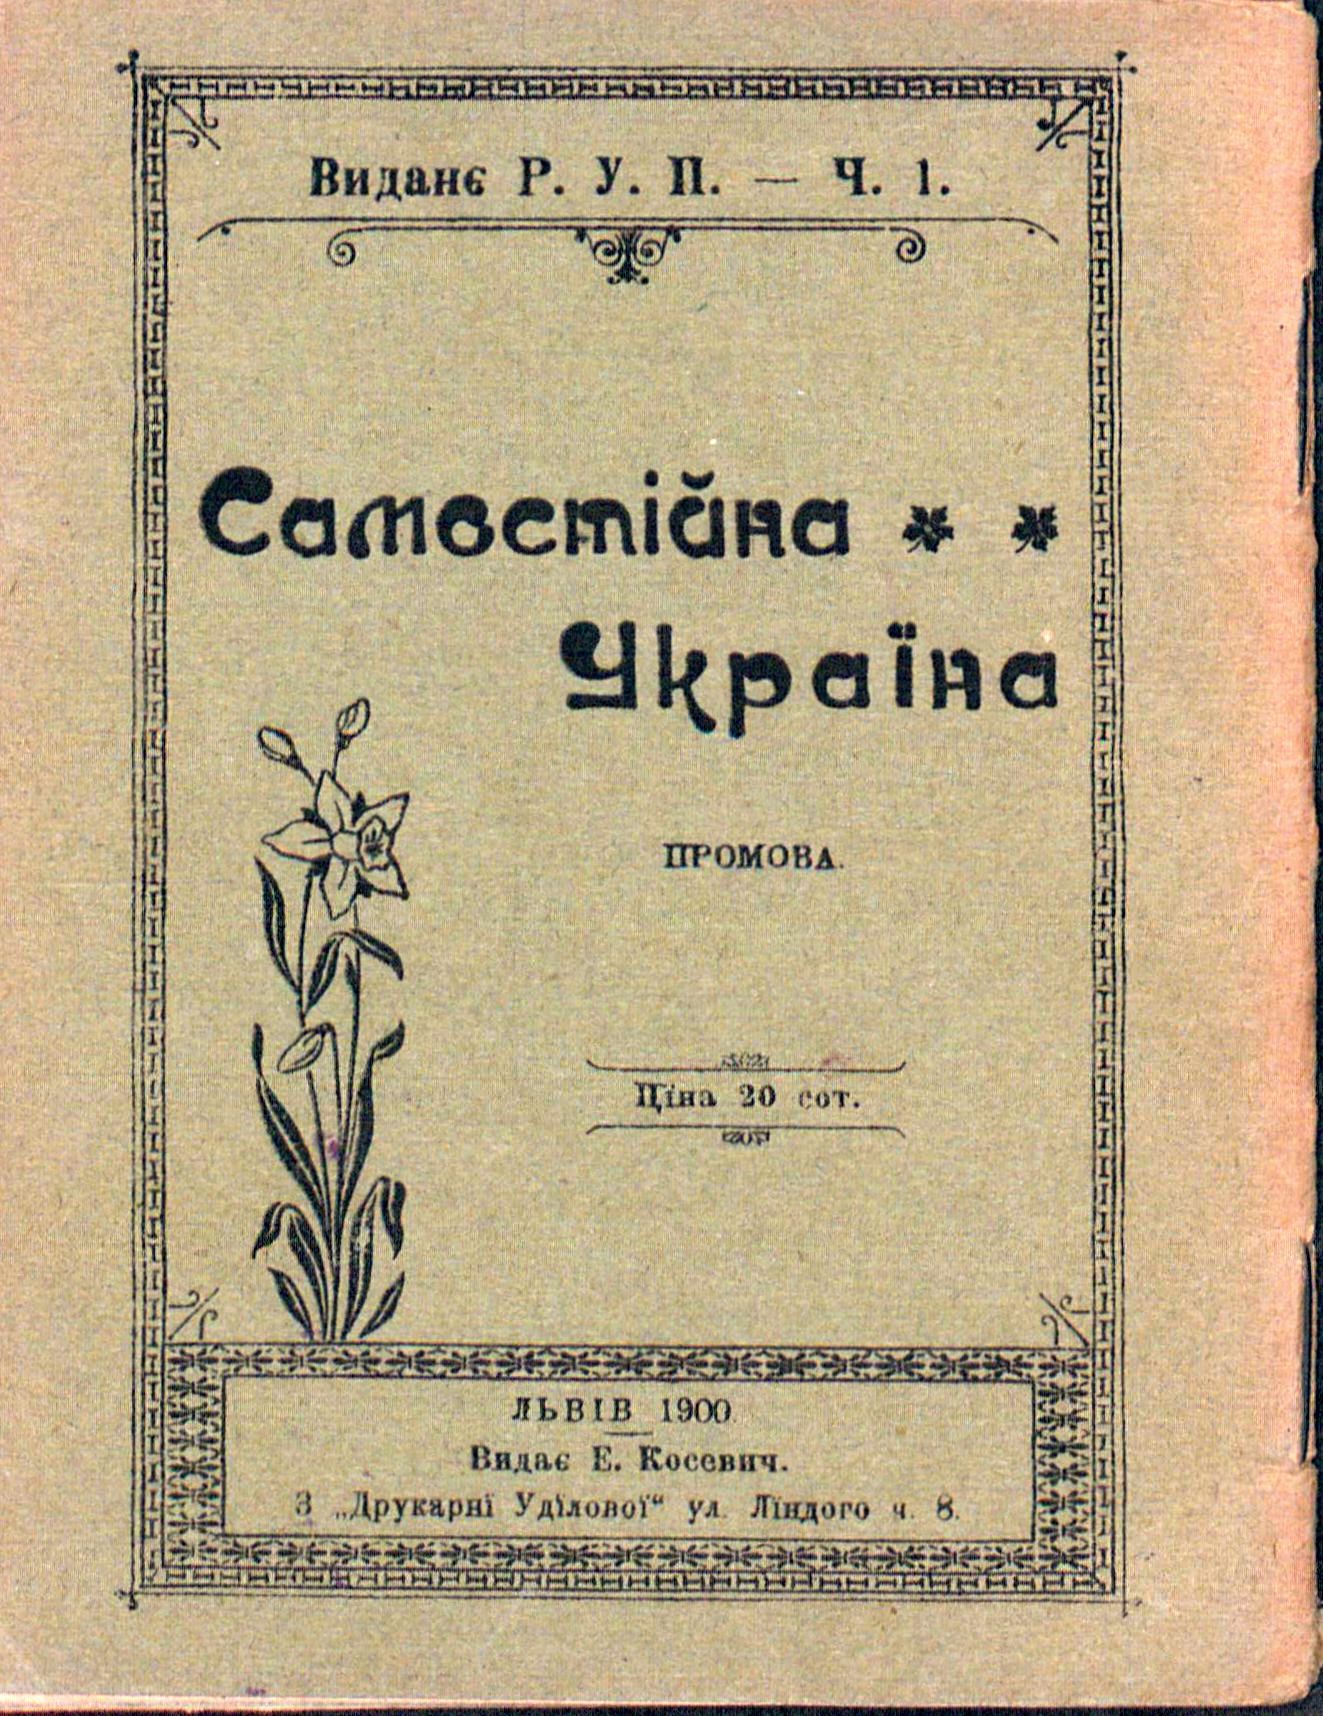 Виданє Р. У. П. — Ч. 1.
Самостійна
Україна
ПРОМОВА.
Ціна 20 сот.
ЛЬВІВ 1900
Видає Е. Косевич.
З „Друкарні Уділової“ ул. Ліндого ч. 8.